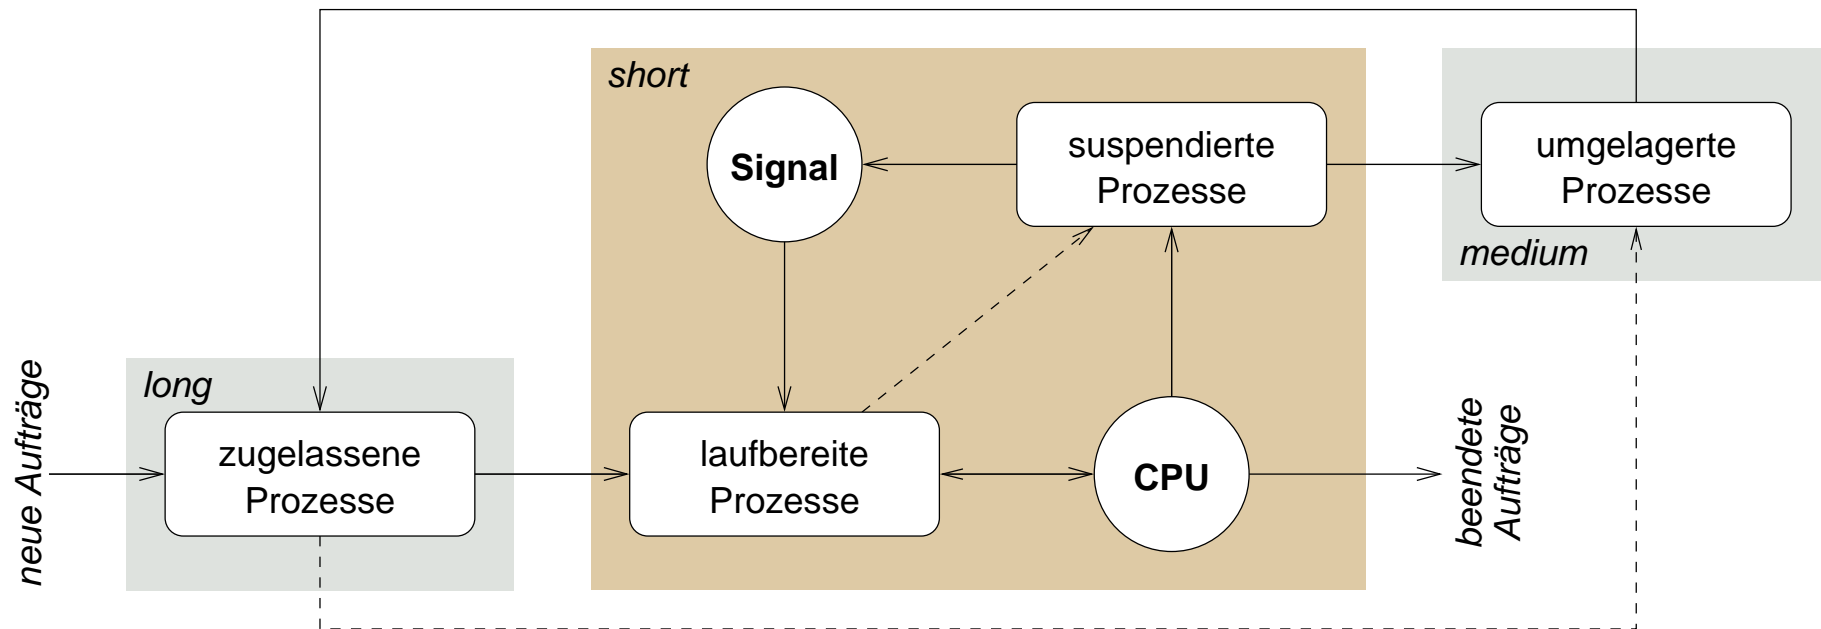 short
Signal
suspendierte
Prozesse
umgelagerte
Prozesse
medium
long
neue Aufträge
zugelassene
Prozesse
laufbereite
Prozesse
CPU
beendete
Aufträge